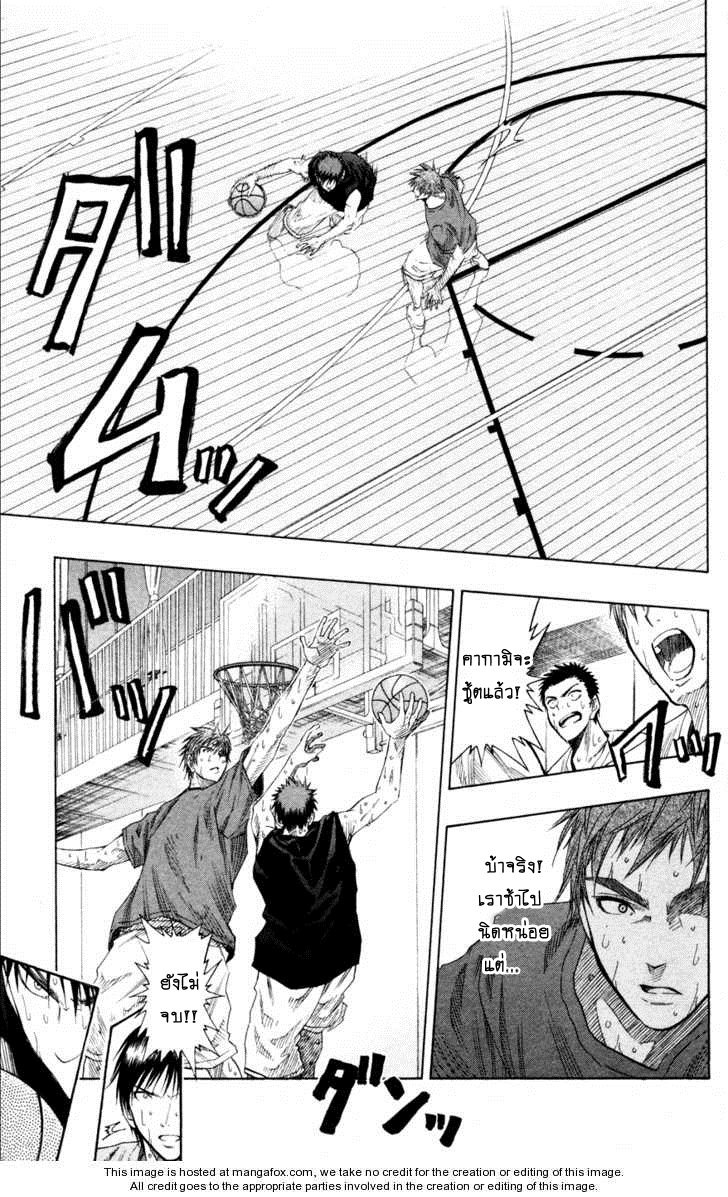 ダムッ
คากามิจะ
ชู้ตแล้ว!
バッ
บ้าจริง!
เราช้าไป
นิดหน่อย
แต่...
ยังไม่
จบ!!
ダンッ
This image is hosted at mangafox.com, we take no credit for the creation or editing of this image.
All credit goes to the appropriate parties involved in the creation or editing of this image.